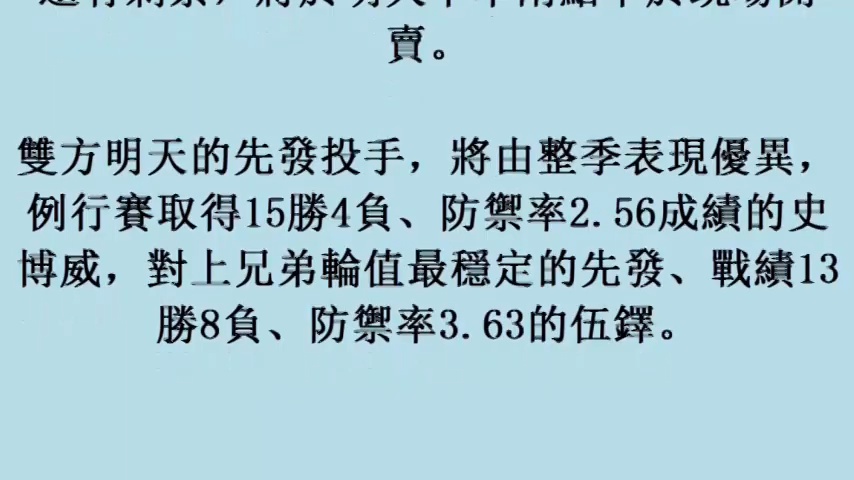 賣。
雙方明天的先發投手，將由整季表現優異，
例行賽取得15勝4負、防禦率2.56成績的史
博威，對上兄弟輪值最穩定的先發、戰績13
勝8負、防禦率3.63的伍鐸。